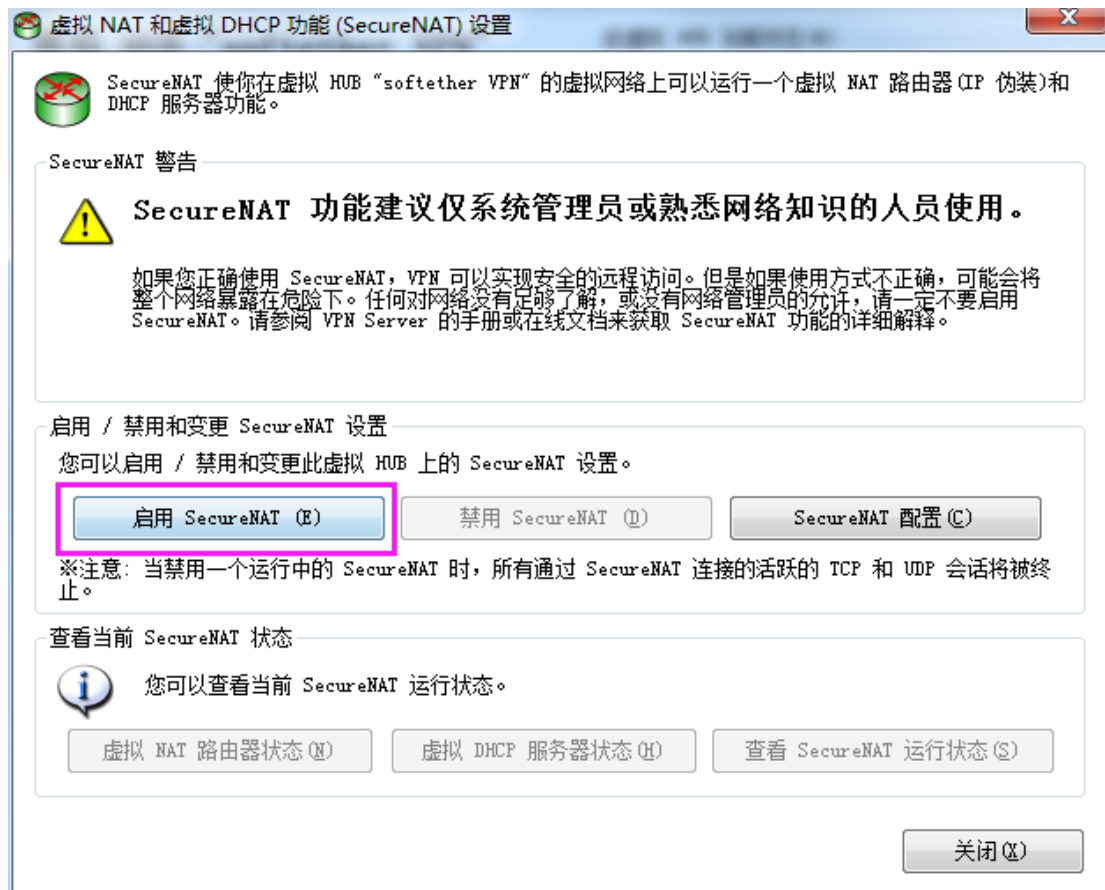 虚拟 NAT 和虚拟 DHCP 功能 (SecureNAT) 设置
X
SecureNAT 使你在虚拟 HUB "softether VPN" 的虚拟网络上可以运行一个虚拟 NAT 路由器(IP 伪装)和
DHCP 服务器功能。
SecureNAT 警告
SecureNAT 功能建议仅系统管理员或熟悉网络知识的人员使用。
如果您正确使用 SecureNAT, VPN 可以实现安全的远程访问。但是如果使用方式不正确,可能会将
整个网络暴露在危险下。任何对网络没有足够了解,或没有网络管理员的允许,请一定不要启用
SecureNAT。请参阅 VPN Server 的手册或在线文档来获取 SecureNAT 功能的详细解释。
启用 / 禁用和变更 SecureNAT 设置
您可以启用 / 禁用和变更此虚拟 HUB 上的 SecureNAT 设置。
启用 SecureNAT (E)
禁用 SecureNAT (D)
SecureNAT 配置(C)
※注意: 当禁用一个运行中的 SecureNAT 时,所有通过 SecureNAT 连接的活跃的 TCP 和 UDP 会话将被终
止。
查看当前 SecureNAT 状态
您可以查看当前 SecureNAT 运行状态。
虚拟 NAT 路由器状态(N)
虚拟 DHCP 服务器状态(H)
查看 SecureNAT 运行状态(S)
关闭(X)